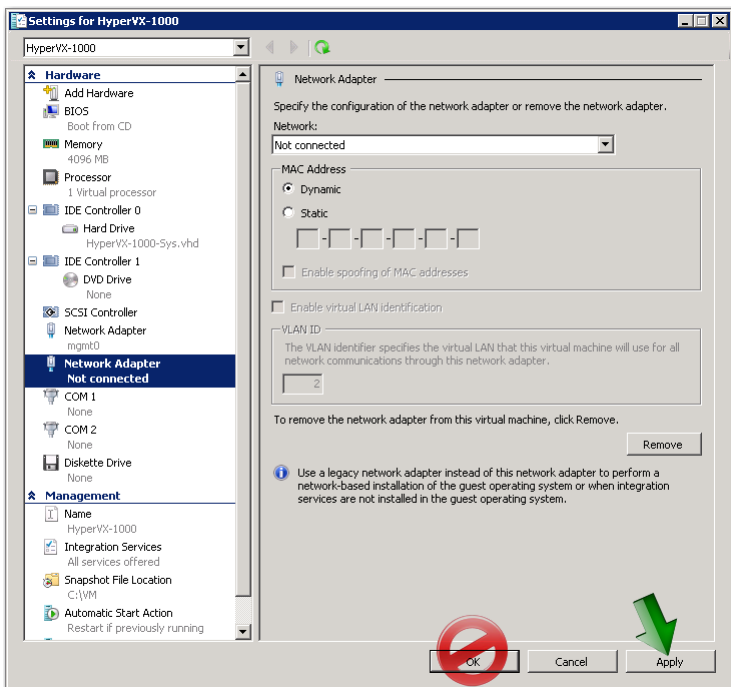 Settings for HyperVX-1000
HyperVX-1000
Hardware
Add Hardware
BIOS
Boot from CD
Memory
4096 MB
Processor
1 Virtual processor
IDE Controller 0
Hard Drive
HyperVX-1000-Sys.vhd
IDE Controller 1
DVD Drive
None
SCSI Controller
Network Adapter
mgmt0
Network Adapter
Not connected
COM 1
None
COM 2
None
Diskette Drive
None
Management
Name
HyperVX-1000
Integration Services
All services offered
Snapshot File Location
C:\VM
Automatic Start Action
Restart if previously running
Network Adapter
Specify the configuration of the network adapter or remove the network adapter.
Network:
Not connected
MAC Address
Dynamic
Static
- - - - -
Enable spoofing of MAC addresses
Enable virtual LAN identification
VLAN ID
The VLAN identifier specifies the virtual LAN that this virtual machine will use for all
network communications through this network adapter.
2
To remove the network adapter from this virtual machine, click Remove.
Remove
Use a legacy network adapter instead of this network adapter to perform a
network-based installation of the guest operating system or when integration
services are not installed in the guest operating system.
OK
Cancel
Apply